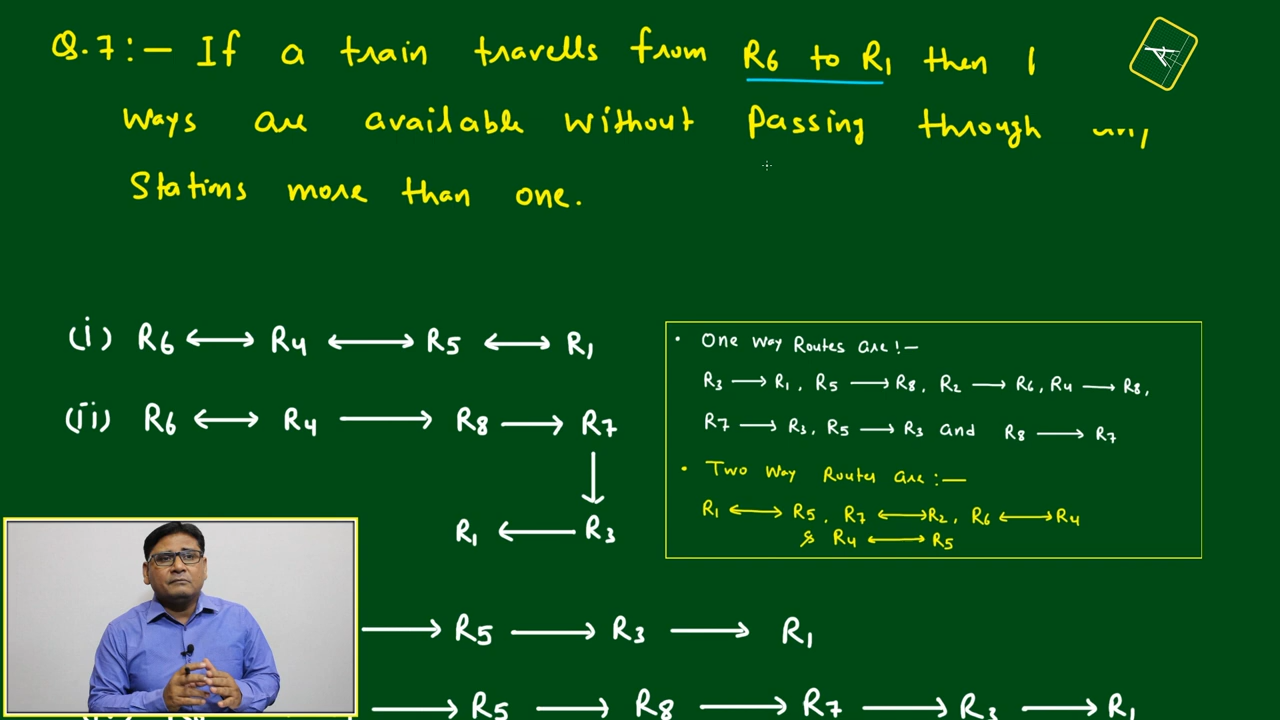 Q.7:- If a train travells from R6 to R1 then
ways are available without passing through
Stations more than one.
(i) R6 ⟷ R4 ⟷ R5 ⟷ R1
(ii) R6 ⟷ R4 ⟶ R8 ⟶ R7
↓
R1 ⟵ R3
⟶ R5 ⟶ R3 ⟶ R1
⟶ R5 ⟶ R8 ⟶ R7 ⟶ R3 ⟶ R1
• One Way Routes are:-
R3 ⟶ R1, R5 ⟶ R8, R2 ⟶ R6, R4 ⟶ R8,
R7 ⟶ R3, R5 ⟶ R3 and R8 ⟶ R7
• Two Way Routes are:-
R1 ⟷ R5, R7 ⟷ R2, R6 ⟷ R4
& R4 ⟷ R5